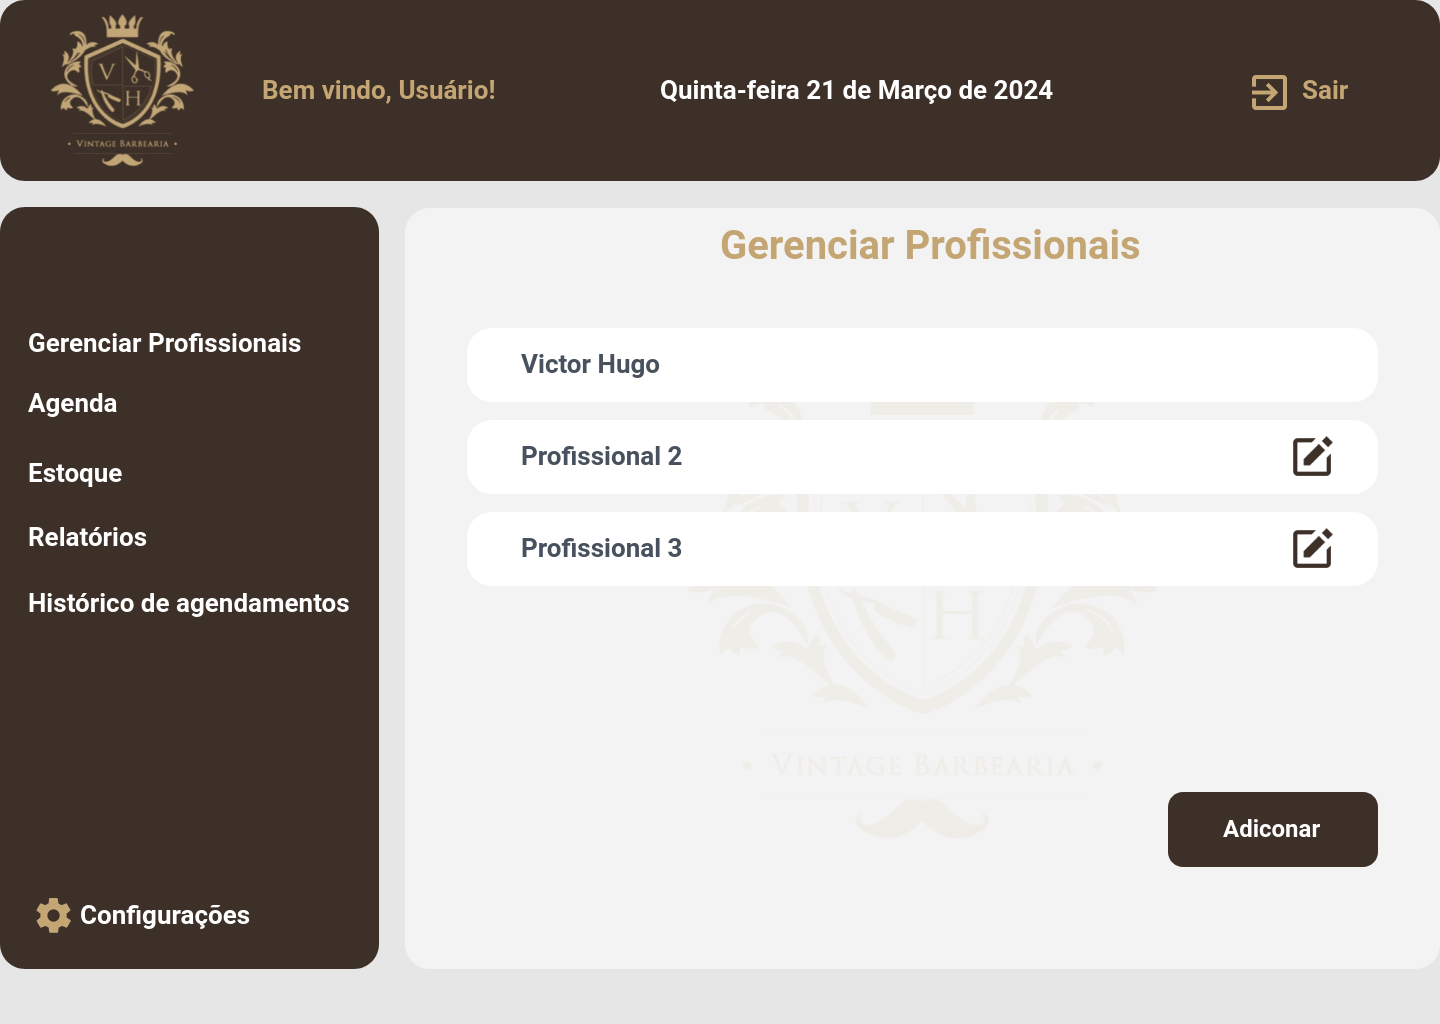 V
H
• Vintage Barbearia •
Bem vindo, Usuário!
Quinta-feira 21 de Março de 2024
Sair
Gerenciar Profissionais
Agenda
Estoque
Relatórios
Histórico de agendamentos
Configurações
Gerenciar Profissionais
Victor Hugo
Profissional 2
Profissional 3
V
H
• Vintage Barbearia •
Adiconar